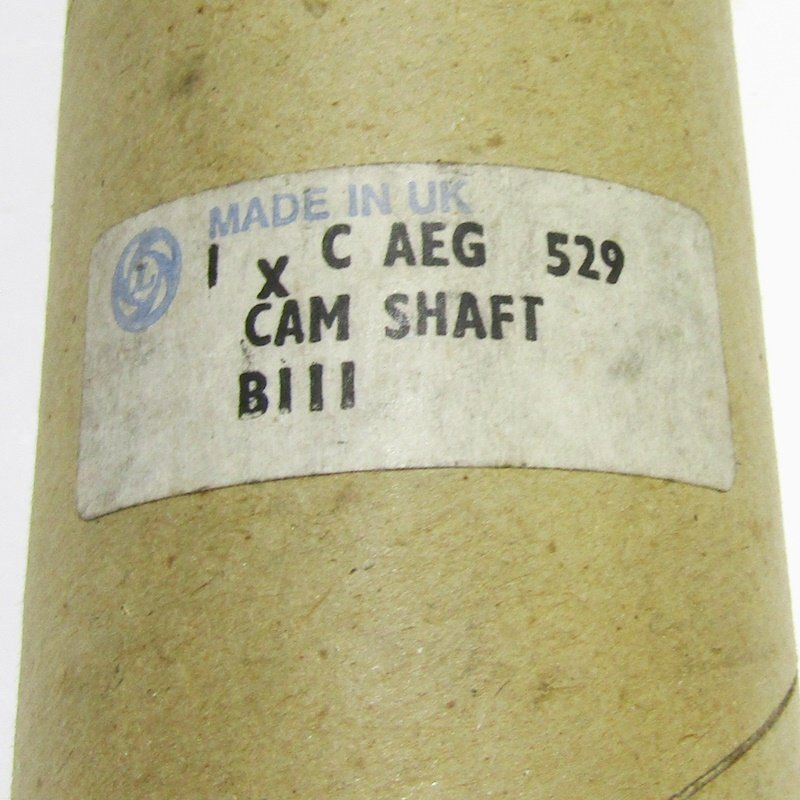 MADE IN UK
L
1 X C AEG 529
CAM SHAFT
B111